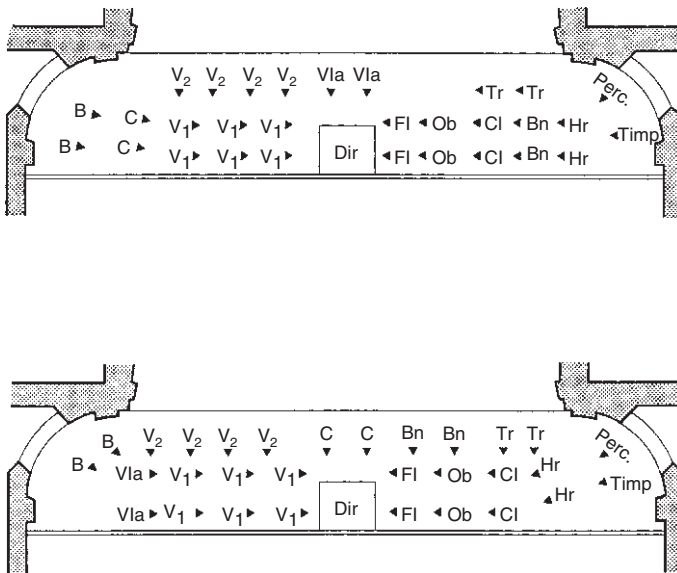 V2 V2 V2 V2 Vla Vla Tr Tr Perc.
B C V1 V1 V1 Fl Ob Cl Bn Hr Timp
B C V1 V1 V1 Dir Fl Ob Cl Bn Hr
B V2 V2 V2 V2 C C Bn Bn Tr Tr Perc.
B Vla V1 V1 V1 Fl Ob Cl Hr Timp
Vla V1 V1 V1 Dir Fl Ob Cl Hr